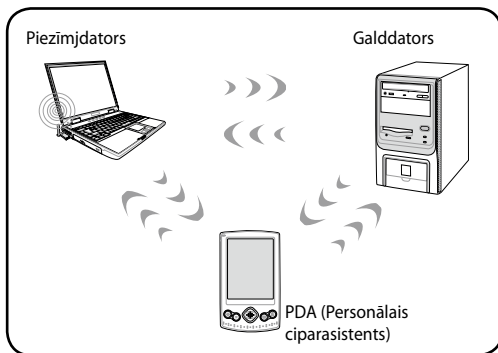 Piezīmjdators
Galddators
PDA (Personālais
ciparasistents)